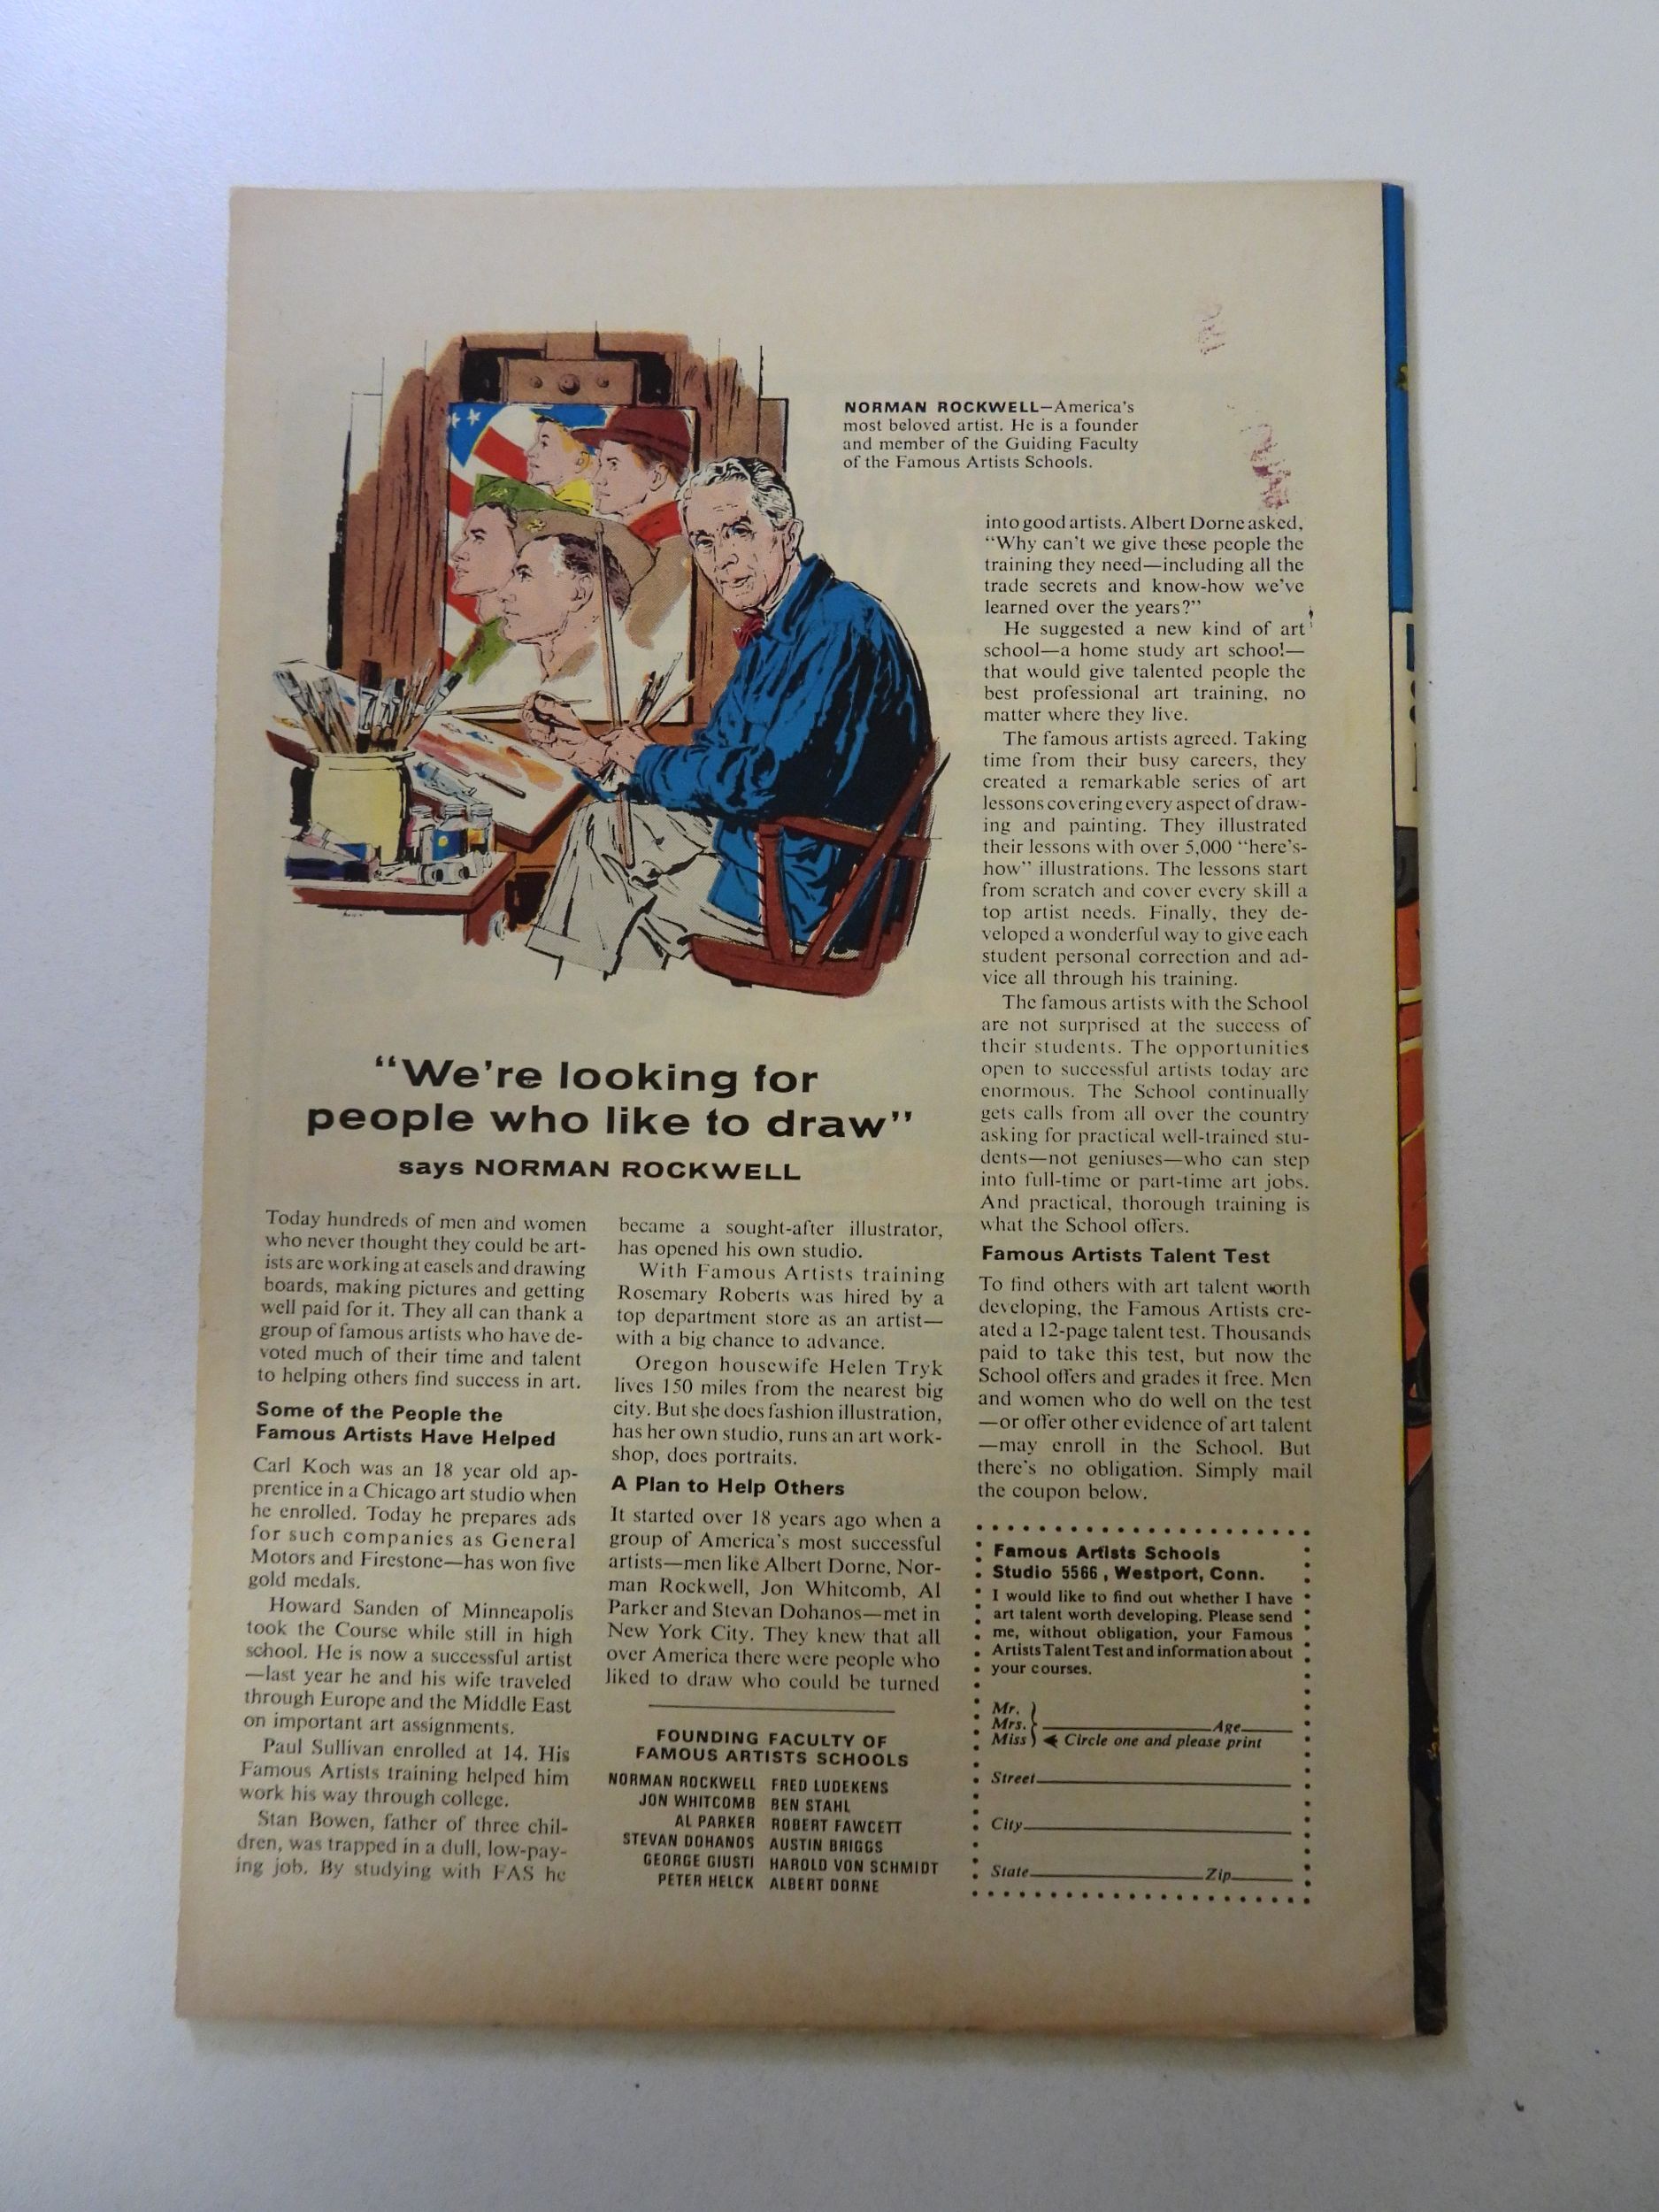 NORMAN ROCKWELL—America's
most beloved artist. He is a founder
and member of the Guiding Faculty
of the Famous Artists Schools.
"We're looking for
people who like to draw"
says NORMAN ROCKWELL
Today hundreds of men and women
who never thought they could be art-
ists are working at easels and drawing
boards, making pictures and getting
well paid for it. They all can thank a
group of famous artists who have de-
voted much of their time and talent
to helping others find success in art.
Some of the People the
Famous Artists Have Helped
Carl Koch was an 18 year old ap-
prentice in a Chicago art studio when
he enrolled. Today he prepares ads
for such companies as General
Motors and Firestone—has won five
gold medals.
Howard Sanden of Minneapolis
took the Course while still in high
school. He is now a successful artist
—last year he and his wife traveled
through Europe and the Middle East
on important art assignments.
Paul Sullivan enrolled at 14. His
Famous Artists training helped him
work his way through college.
Stan Bowen, father of three chil-
dren, was trapped in a dull, low-pay-
ing job. By studying with FAS he
became a sought-after illustrator,
has opened his own studio.
With Famous Artists training
Rosemary Roberts was hired by a
top department store as an artist—
with a big chance to advance.
Oregon housewife Helen Tryk
lives 150 miles from the nearest big
city. But she does fashion illustration,
has her own studio, runs an art work-
shop, does portraits.
A Plan to Help Others
It started over 18 years ago when a
group of America's most successful
artists—men like Albert Dorne, Nor-
man Rockwell, Jon Whitcomb, Al
Parker and Stevan Dohanos—met in
New York City. They knew that all
over America there were people who
liked to draw who could be turned
FOUNDING FACULTY OF
FAMOUS ARTISTS SCHOOLS
NORMAN ROCKWELL FRED LUDEKENS
JON WHITCOMB BEN STAHL
AL PARKER ROBERT FAWCETT
STEVAN DOHANOS AUSTIN BRIGGS
GEORGE GIUSTI HAROLD VON SCHMIDT
PETER HELCK ALBERT DORNE
into good artists. Albert Dorne asked,
"Why can't we give these people the
training they need—including all the
trade secrets and know-how we've
learned over the years?"
He suggested a new kind of art
school—a home study art school—
that would give talented people the
best professional art training, no
matter where they live.
The famous artists agreed. Taking
time from their busy careers, they
created a remarkable series of art
lessons covering every aspect of draw-
ing and painting. They illustrated
their lessons with over 5,000 "here's-
how" illustrations. The lessons start
from scratch and cover every skill a
top artist needs. Finally, they de-
veloped a wonderful way to give each
student personal correction and ad-
vice all through his training.
The famous artists with the School
are not surprised at the success of
their students. The opportunities
open to successful artists today are
enormous. The School continually
gets calls from all over the country
asking for practical well-trained stu-
dents—not geniuses—who can step
into full-time or part-time art jobs.
And practical, thorough training is
what the School offers.
Famous Artists Talent Test
To find others with art talent worth
developing, the Famous Artists cre-
ated a 12-page talent test. Thousands
paid to take this test, but now the
School offers and grades it free. Men
and women who do well on the test
—or offer other evidence of art talent
—may enroll in the School. But
there's no obligation. Simply mail
the coupon below.
Famous Artists Schools
Studio 5566, Westport, Conn.
I would like to find out whether I have
art talent worth developing. Please send
me, without obligation, your Famous
Artists Talent Test and information about
your courses.
Mr.
Mrs. Age
Miss Circle one and please print
Street
City
State Zip